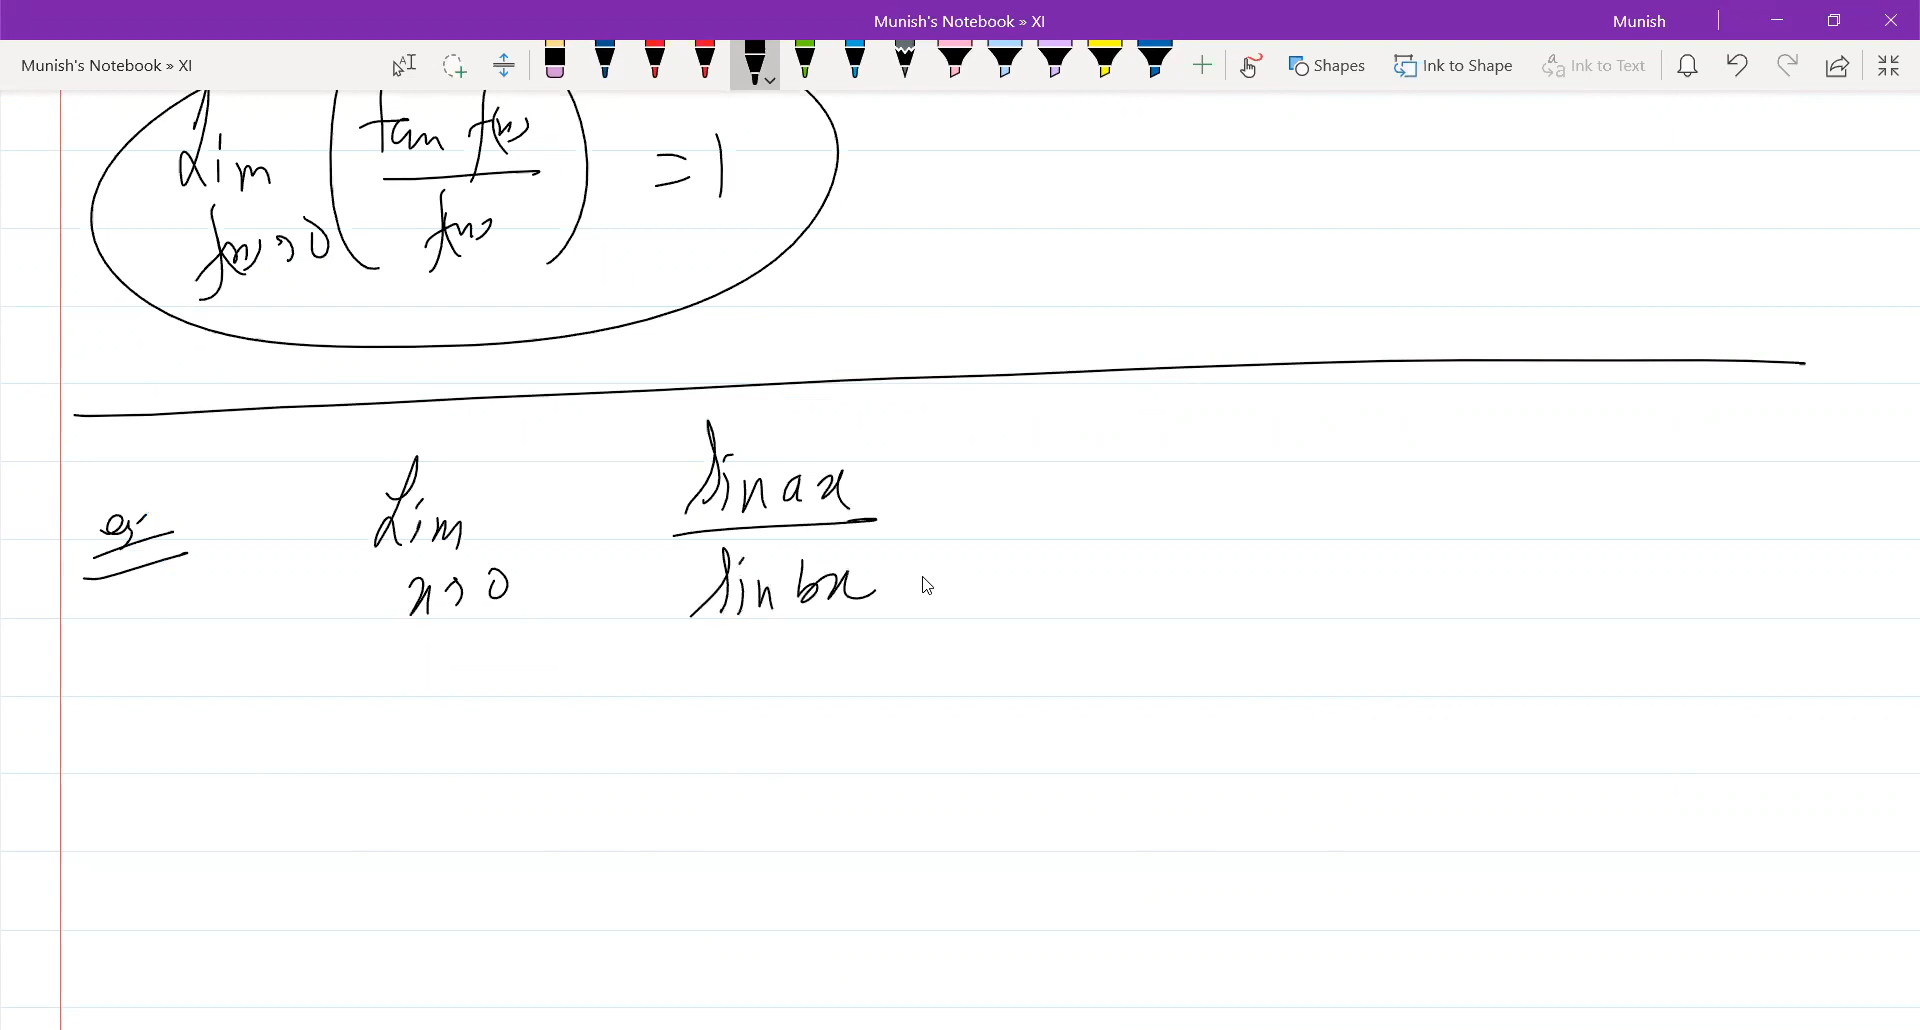 Munish's Notebook » XI
Munish
Munish's Notebook » XI
Shapes
Ink to Shape
Ink to Text
Lim f(x)→0 (tan f(x) / f(x)) = 1
eg: Lim x→0 sin ax / sin bx